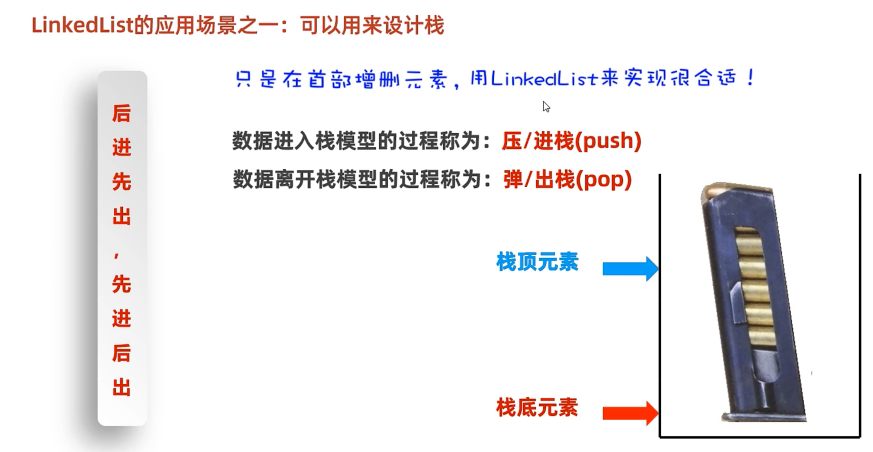 LinkedList的应用场景之一：可以用来设计栈
只是在首部增删元素，用LinkedList来实现很合适！
后进先出，先进后出
数据进入栈模型的过程称为：压/进栈(push)
数据离开栈模型的过程称为：弹/出栈(pop)
栈顶元素
栈底元素